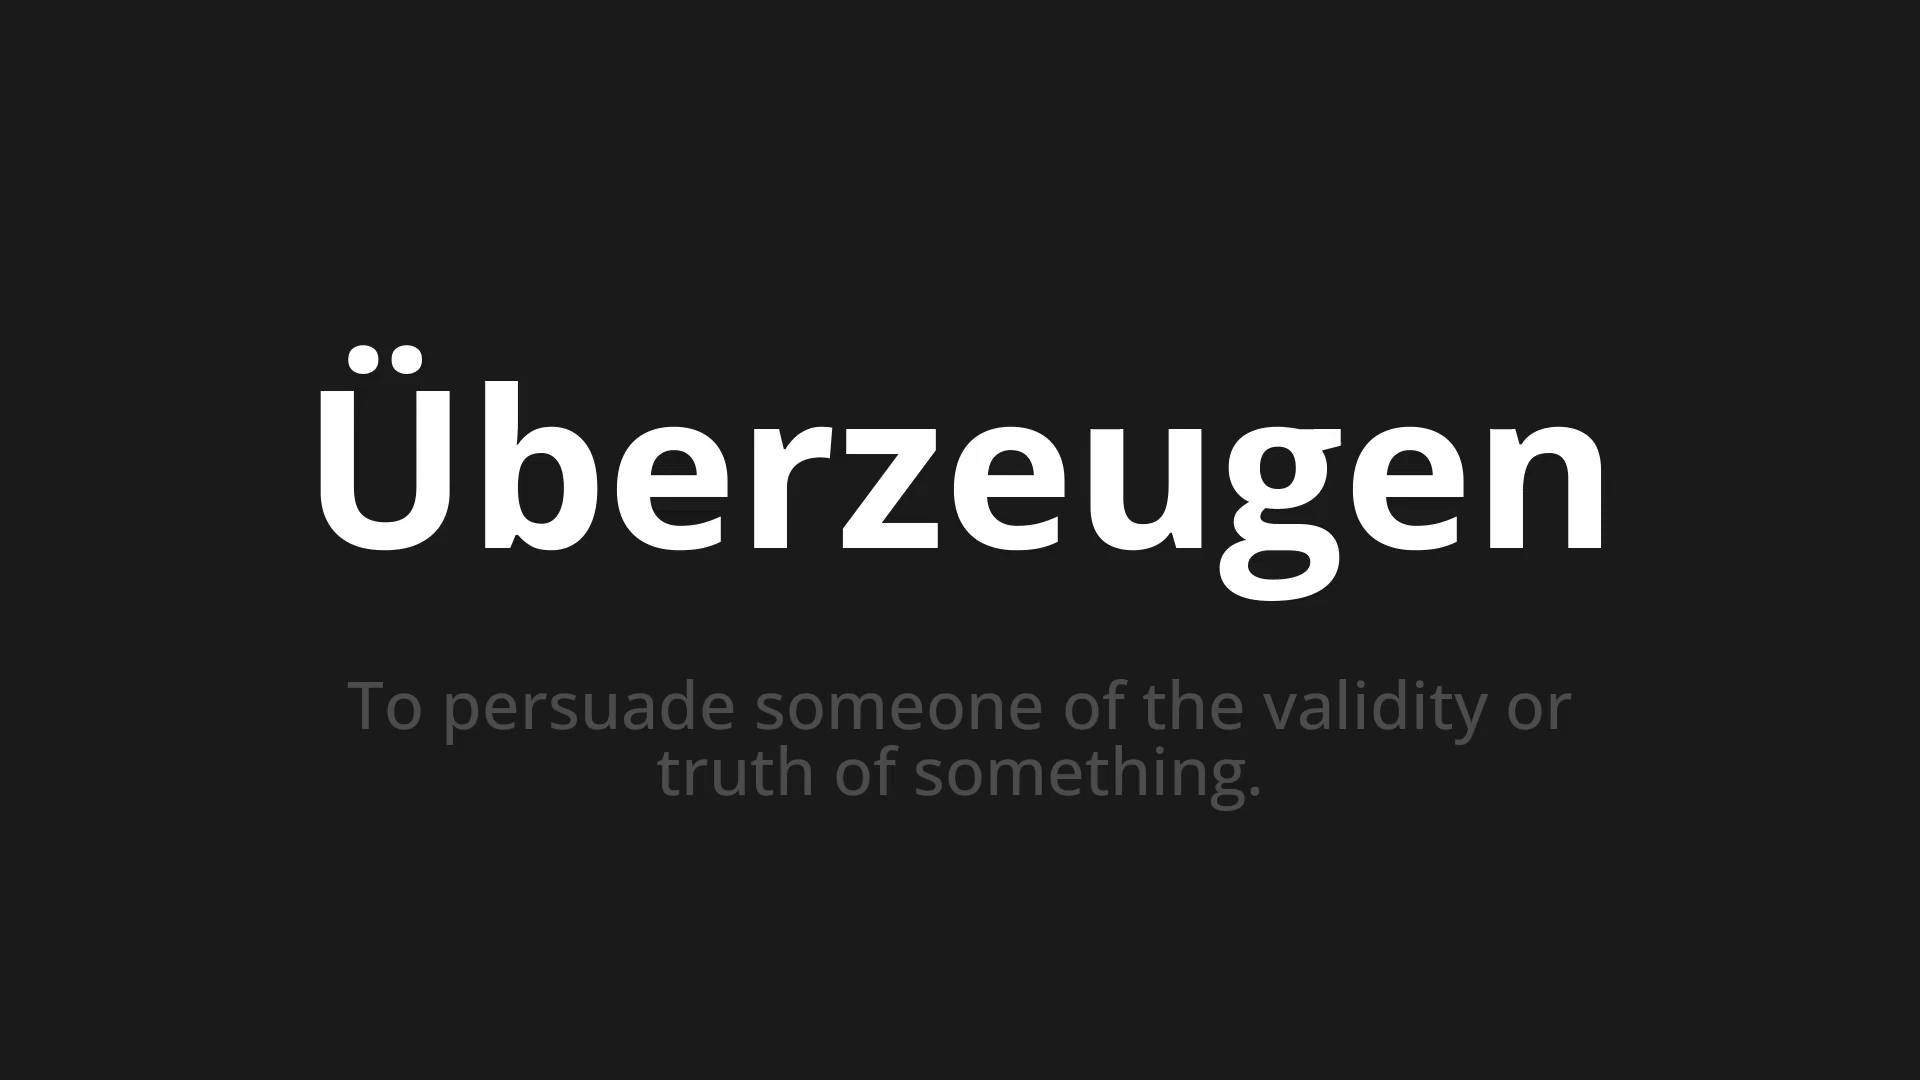 Überzeugen
To persuade someone of the validity or
truth of something.